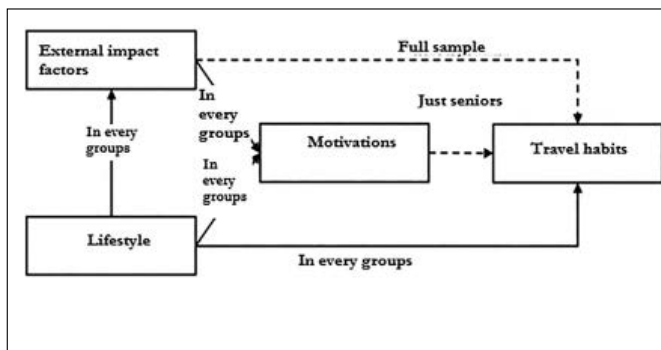 External impact
factors
Full sample
In
every
groups
Just seniors
In every
groups
Motivations
Travel habits
In
every
groups
Lifestyle
In every groups